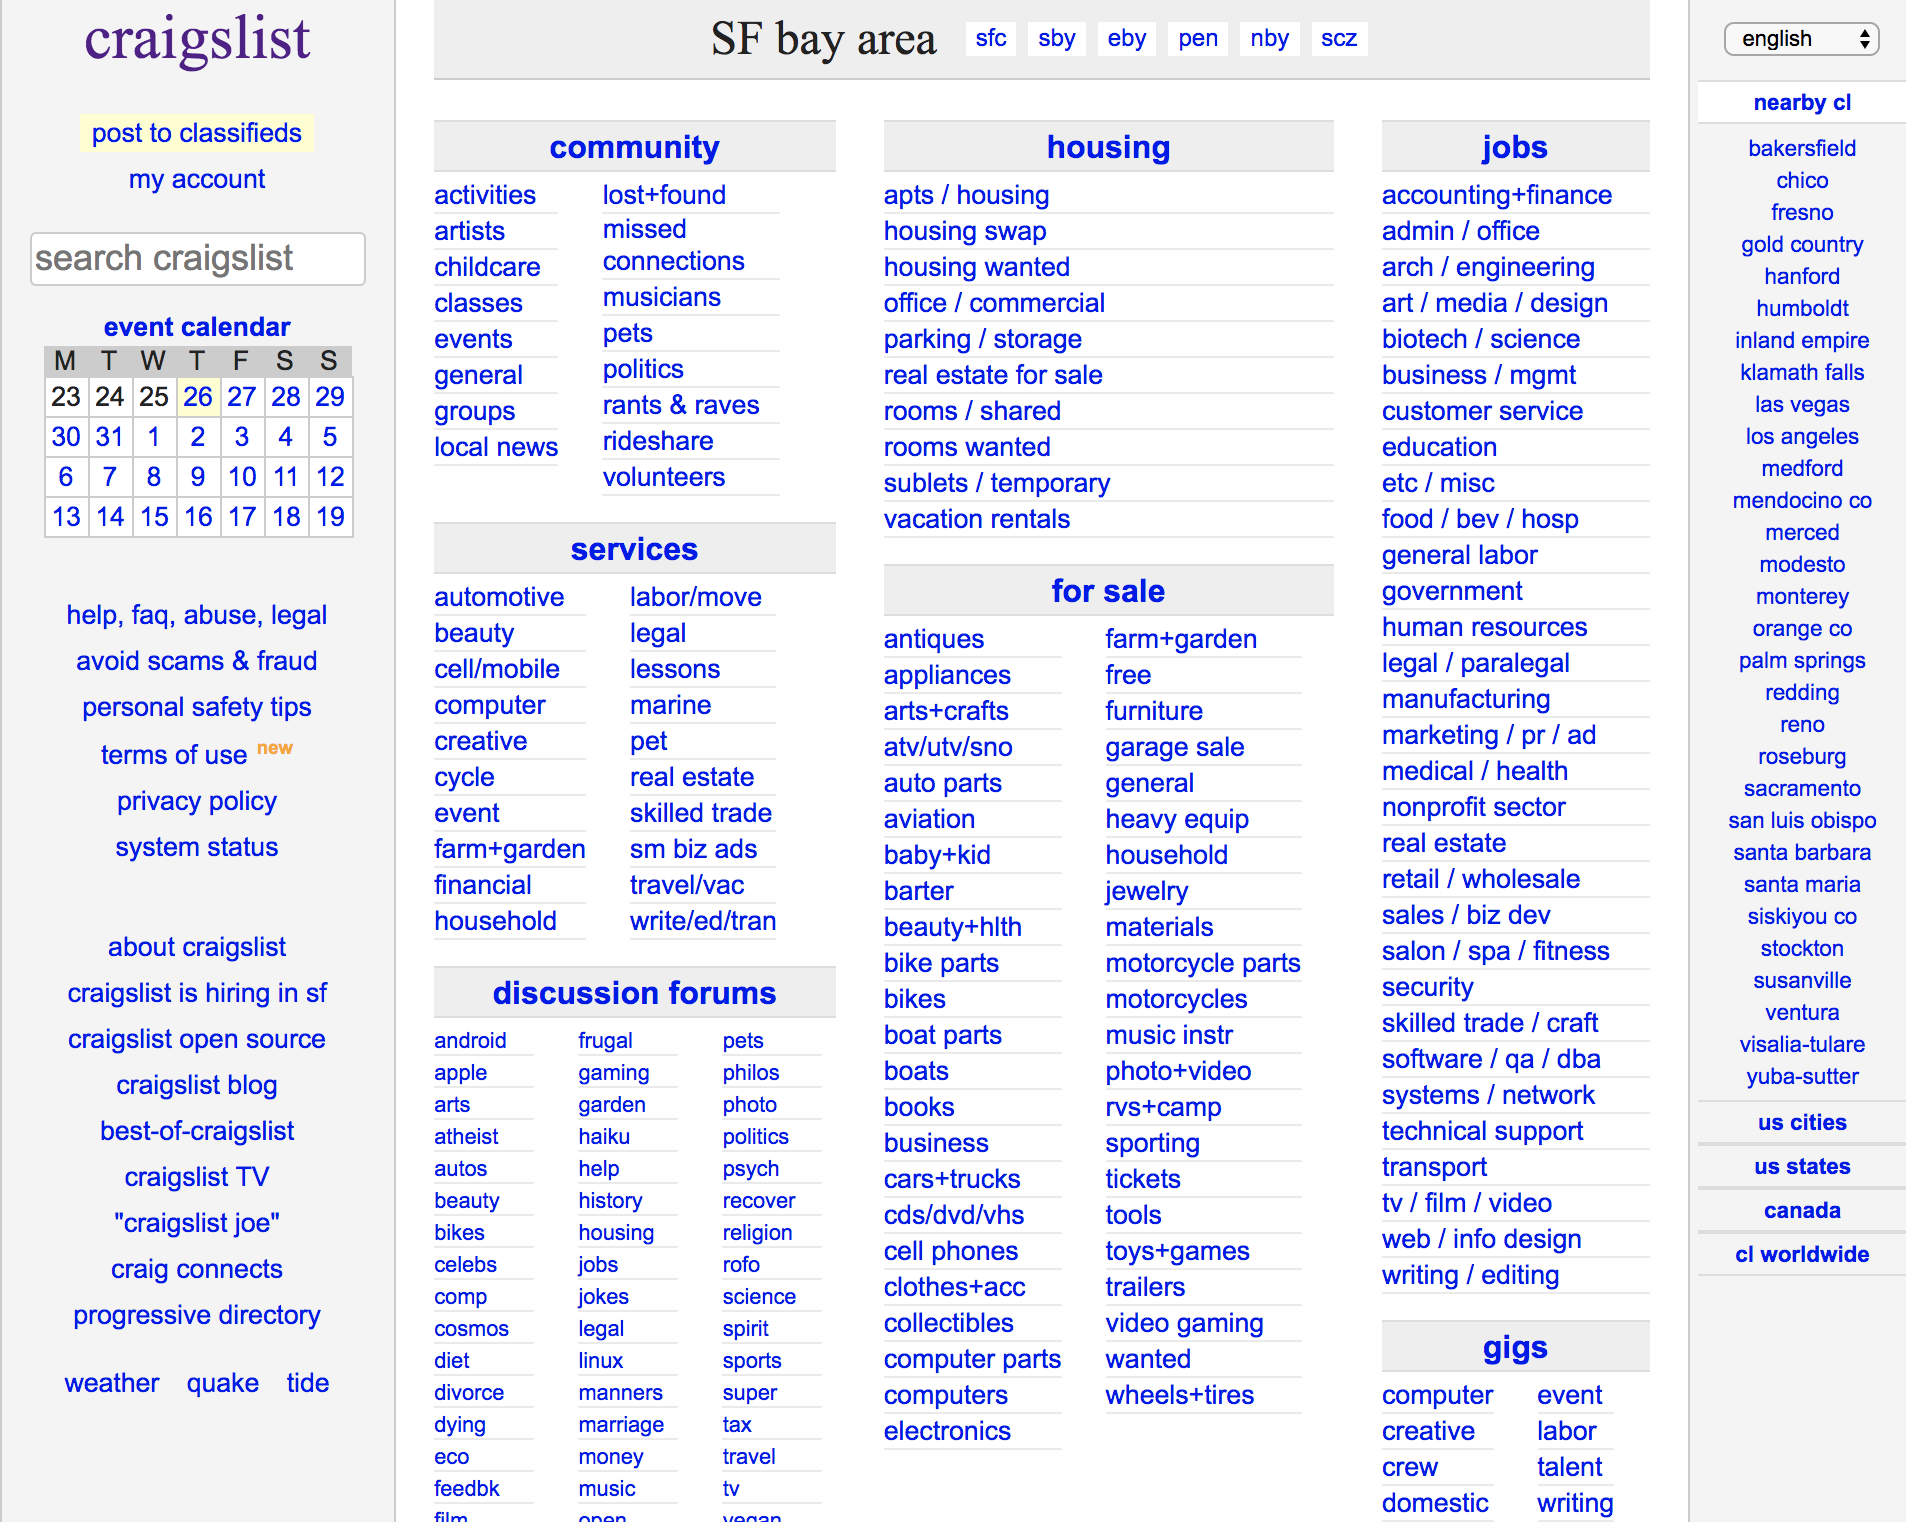 craigslist
post to classifieds
my account
search craigslist
event calendar
M T W T F S S
23 24 25 26 27 28 29
30 31 1 2 3 4 5
6 7 8 9 10 11 12
13 14 15 16 17 18 19
help, faq, abuse, legal
avoid scams & fraud
personal safety tips
terms of use new
privacy policy
system status
about craigslist
craigslist is hiring in sf
craigslist open source
craigslist blog
best-of-craigslist
craigslist TV
"craigslist joe"
craig connects
progressive directory
weather quake tide
SF bay area sfc sby eby pen nby scz
community
activities
artists
childcare
classes
events
general
groups
local news
lost+found
missed
connections
musicians
pets
politics
rants & raves
rideshare
volunteers
services
automotive
beauty
cell/mobile
computer
creative
cycle
event
farm+garden
financial
household
labor/move
legal
lessons
marine
pet
real estate
skilled trade
sm biz ads
travel/vac
write/ed/tran
discussion forums
android
apple
arts
atheist
autos
beauty
bikes
celebs
comp
cosmos
diet
divorce
dying
eco
feedbk
film
frugal
gaming
garden
haiku
help
history
housing
jobs
jokes
legal
linux
manners
marriage
money
music
open
pets
philos
photo
politics
psych
recover
religion
rofo
science
spirit
sports
super
tax
travel
tv
vegan
housing
apts / housing
housing swap
housing wanted
office / commercial
parking / storage
real estate for sale
rooms / shared
rooms wanted
sublets / temporary
vacation rentals
for sale
antiques
appliances
arts+crafts
atv/utv/sno
auto parts
aviation
baby+kid
barter
beauty+hlth
bike parts
bikes
boat parts
boats
books
business
cars+trucks
cds/dvd/vhs
cell phones
clothes+acc
collectibles
computer parts
computers
electronics
farm+garden
free
furniture
garage sale
general
heavy equip
household
jewelry
materials
motorcycle parts
motorcycles
music instr
photo+video
rvs+camp
sporting
tickets
tools
toys+games
trailers
video gaming
wanted
wheels+tires
jobs
accounting+finance
admin / office
arch / engineering
art / media / design
biotech / science
business / mgmt
customer service
education
etc / misc
food / bev / hosp
general labor
government
human resources
legal / paralegal
manufacturing
marketing / pr / ad
medical / health
nonprofit sector
real estate
retail / wholesale
sales / biz dev
salon / spa / fitness
security
skilled trade / craft
software / qa / dba
systems / network
technical support
transport
tv / film / video
web / info design
writing / editing
gigs
computer
creative
crew
domestic
event
labor
talent
writing
english
nearby cl
bakersfield
chico
fresno
gold country
hanford
humboldt
inland empire
klamath falls
las vegas
los angeles
medford
mendocino co
merced
modesto
monterey
orange co
palm springs
redding
reno
roseburg
sacramento
san luis obispo
santa barbara
santa maria
siskiyou co
stockton
susanville
ventura
visalia-tulare
yuba-sutter
us cities
us states
canada
cl worldwide